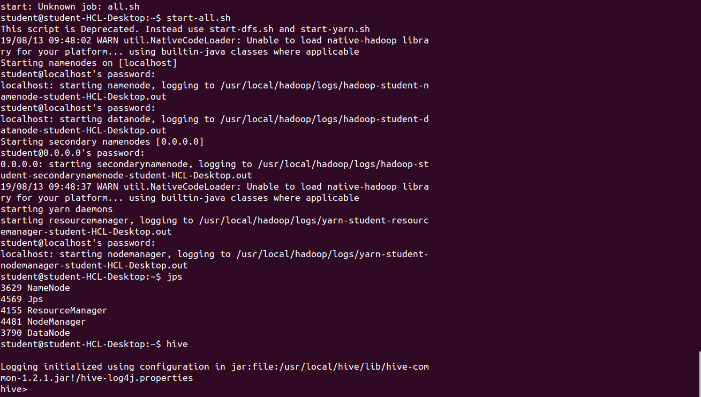 start: Unknown job: all.sh
student@student-HCL-Desktop:~$ start-all.sh
This script is Deprecated. Instead use start-dfs.sh and start-yarn.sh
19/08/13 09:48:02 WARN util.NativeCodeLoader: Unable to load native-hadoop libra
ry for your platform... using builtin-java classes where applicable
Starting namenodes on [localhost]
student@localhost's password:
localhost: starting namenode, logging to /usr/local/hadoop/logs/hadoop-student-n
amenode-student-HCL-Desktop.out
student@localhost's password:
localhost: starting datanode, logging to /usr/local/hadoop/logs/hadoop-student-d
atanode-student-HCL-Desktop.out
Starting secondary namenodes [0.0.0.0]
student@0.0.0.0's password:
0.0.0.0: starting secondarynamenode, logging to /usr/local/hadoop/logs/hadoop-st
udent-secondarynamenode-student-HCL-Desktop.out
19/08/13 09:48:37 WARN util.NativeCodeLoader: Unable to load native-hadoop libra
ry for your platform... using builtin-java classes where applicable
starting yarn daemons
starting resourcemanager, logging to /usr/local/hadoop/logs/yarn-student-resourc
emanager-student-HCL-Desktop.out
student@localhost's password:
localhost: starting nodemanager, logging to /usr/local/hadoop/logs/yarn-student-
nodemanager-student-HCL-Desktop.out
student@student-HCL-Desktop:~$ jps
3629 NameNode
4569 Jps
4155 ResourceManager
4481 NodeManager
3790 DataNode
student@student-HCL-Desktop:~$ hive
Logging initialized using configuration in jar:file:/usr/local/hive/lib/hive-com
mon-1.2.1.jar!/hive-log4j.properties
hive>